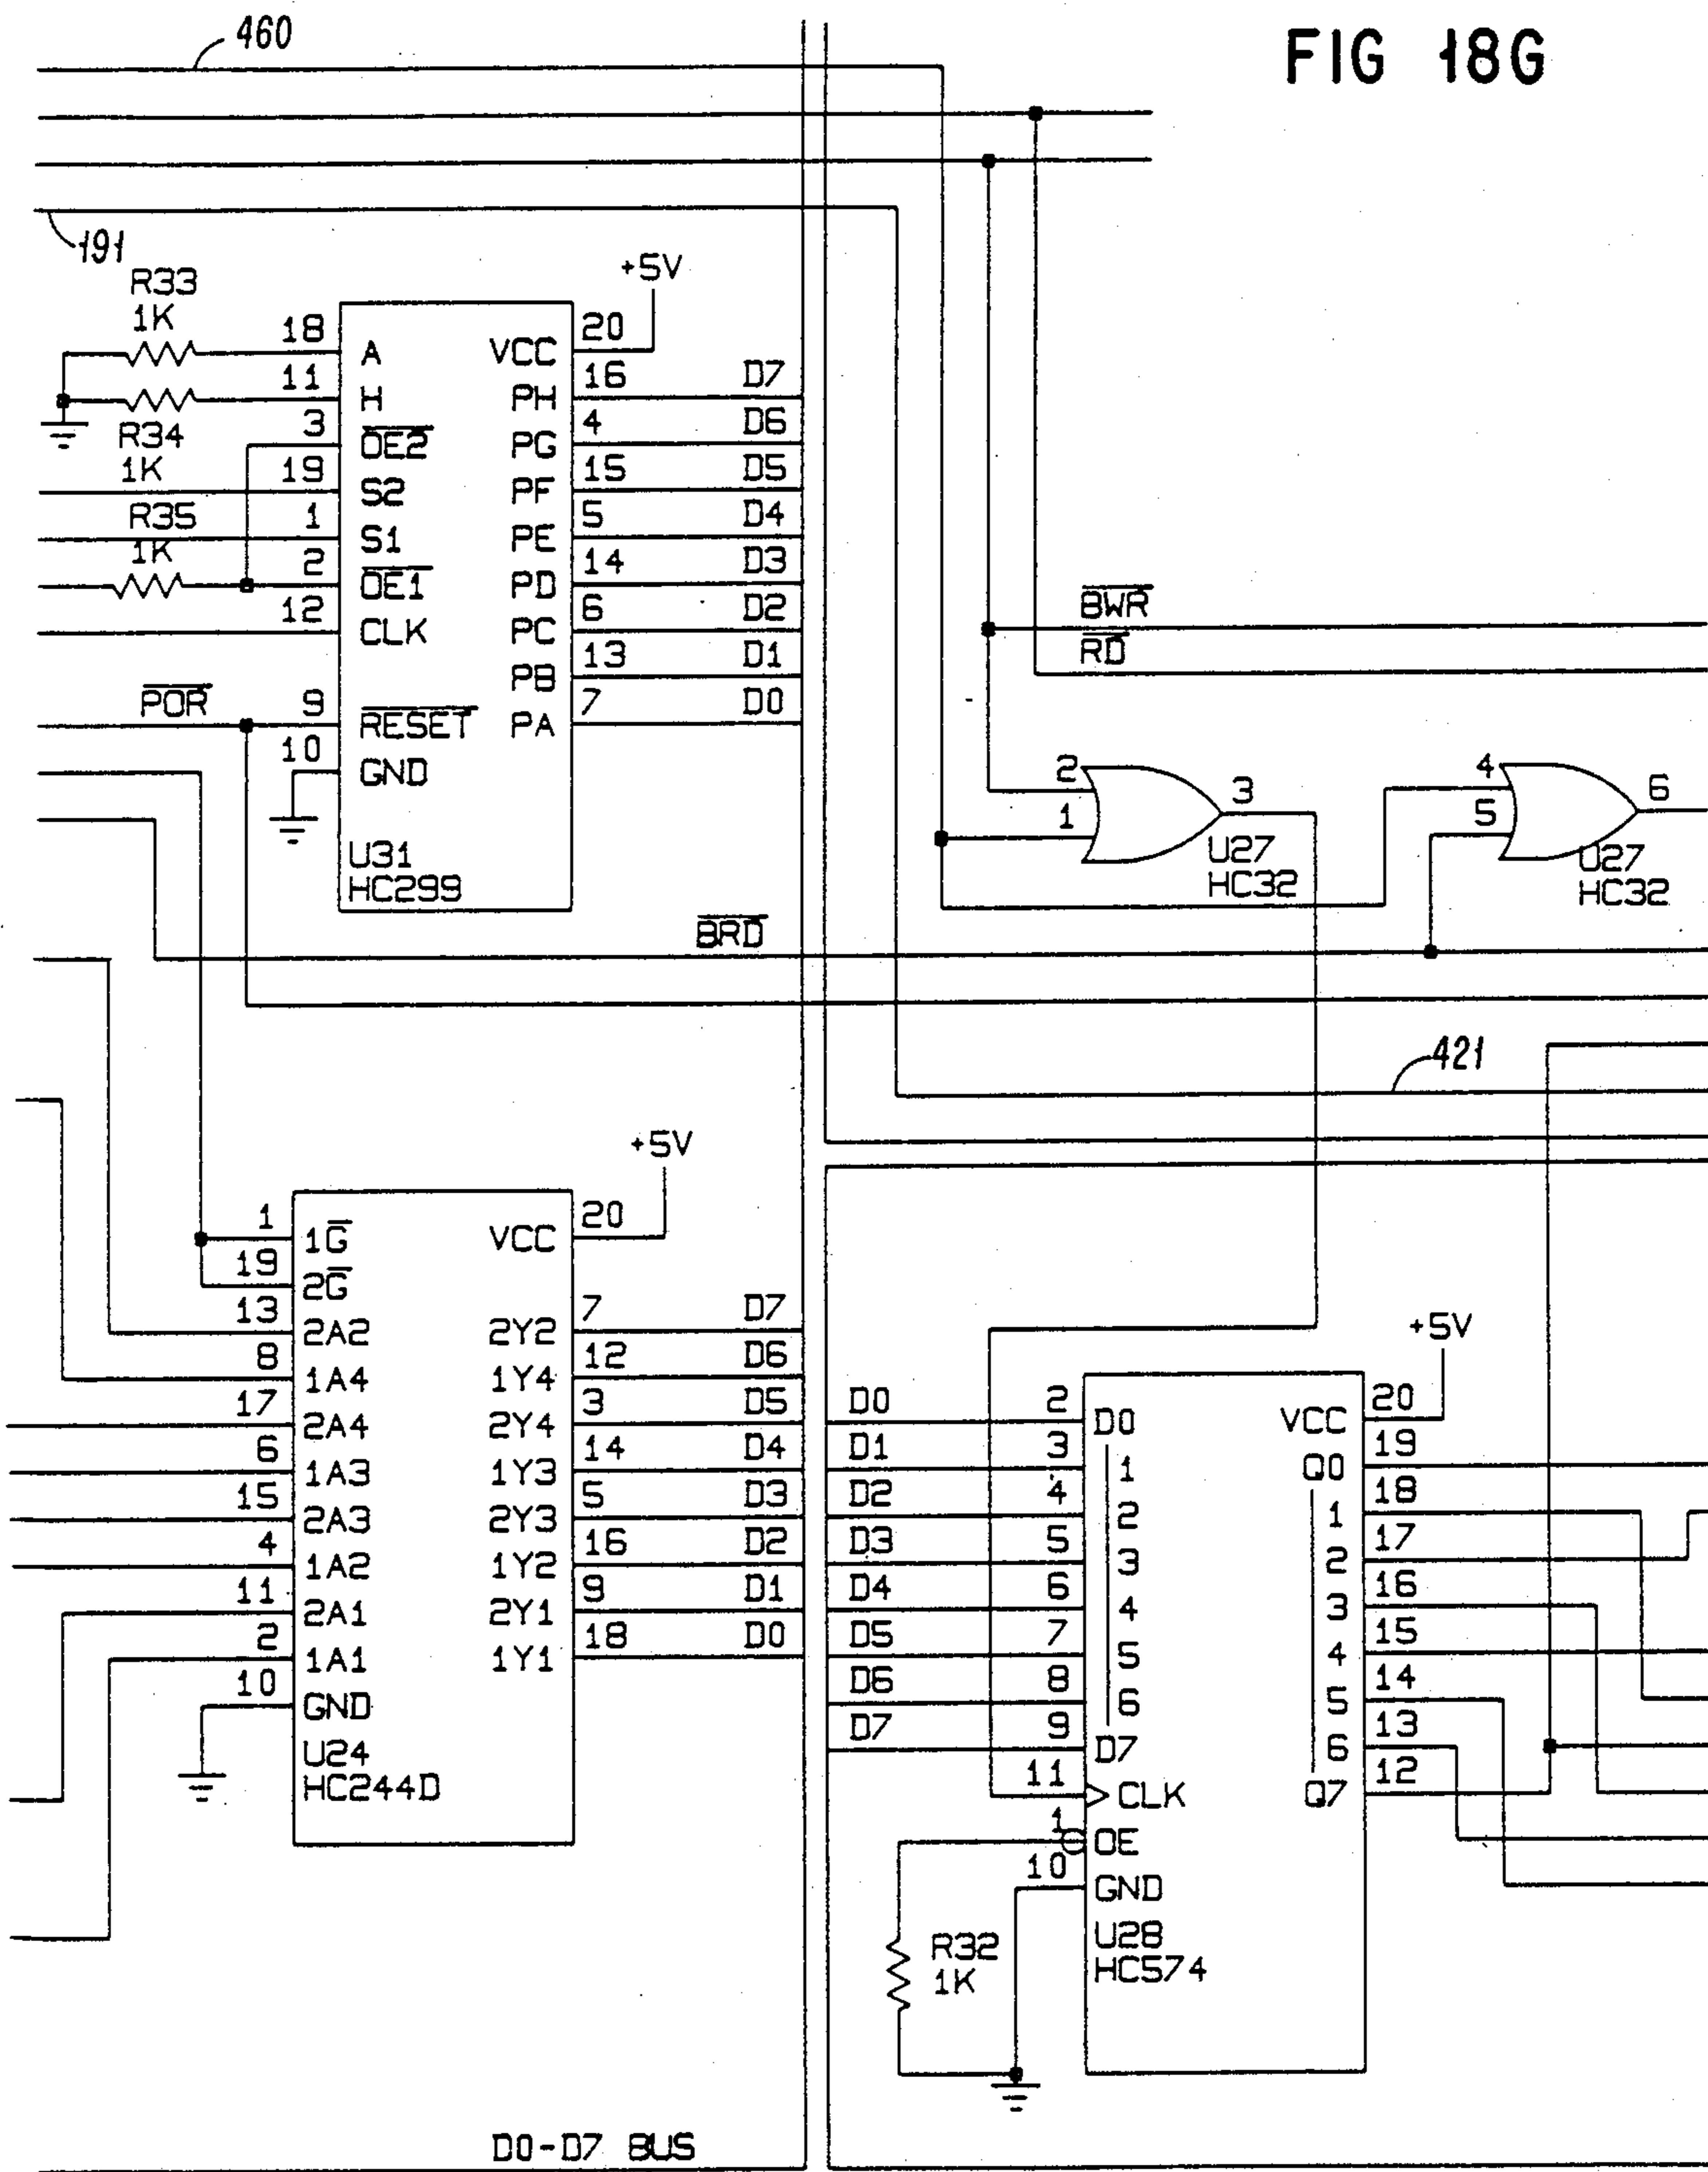 FIG 18G
460
191
R33
1K
18
A
11
H
R34
1K
3
OE2
19
S2
R35
1K
1
S1
2
OE1
12
CLK
POR
9
RESET
10
GND
U31
HC299
+5V
VCC
20
PH
16
D7
PG
4
D6
PF
15
D5
PE
5
D4
PD
14
D3
PC
6
D2
PB
13
D1
PA
7
D0
BWR
RD
2
1
3
U27
HC32
4
5
6
U27
HC32
BRD
421
+5V
1
1G
VCC
20
19
2G
13
2A2
2Y2
7
D7
8
1A4
1Y4
12
D6
17
2A4
2Y4
3
D5
6
1A3
1Y3
14
D4
15
2A3
2Y3
5
D3
4
1A2
1Y2
16
D2
11
2A1
2Y1
9
D1
2
1A1
1Y1
18
D0
10
GND
U24
HC244D
+5V
D0
2
D0
VCC
20
D1
3
1
Q0
19
D2
4
2
1
18
D3
5
3
2
17
D4
6
4
3
16
D5
7
5
4
15
D6
8
6
5
14
D7
9
D7
6
13
11
CLK
Q7
12
1
OE
10
GND
U28
HC574
R32
1K
D0-D7 BUS